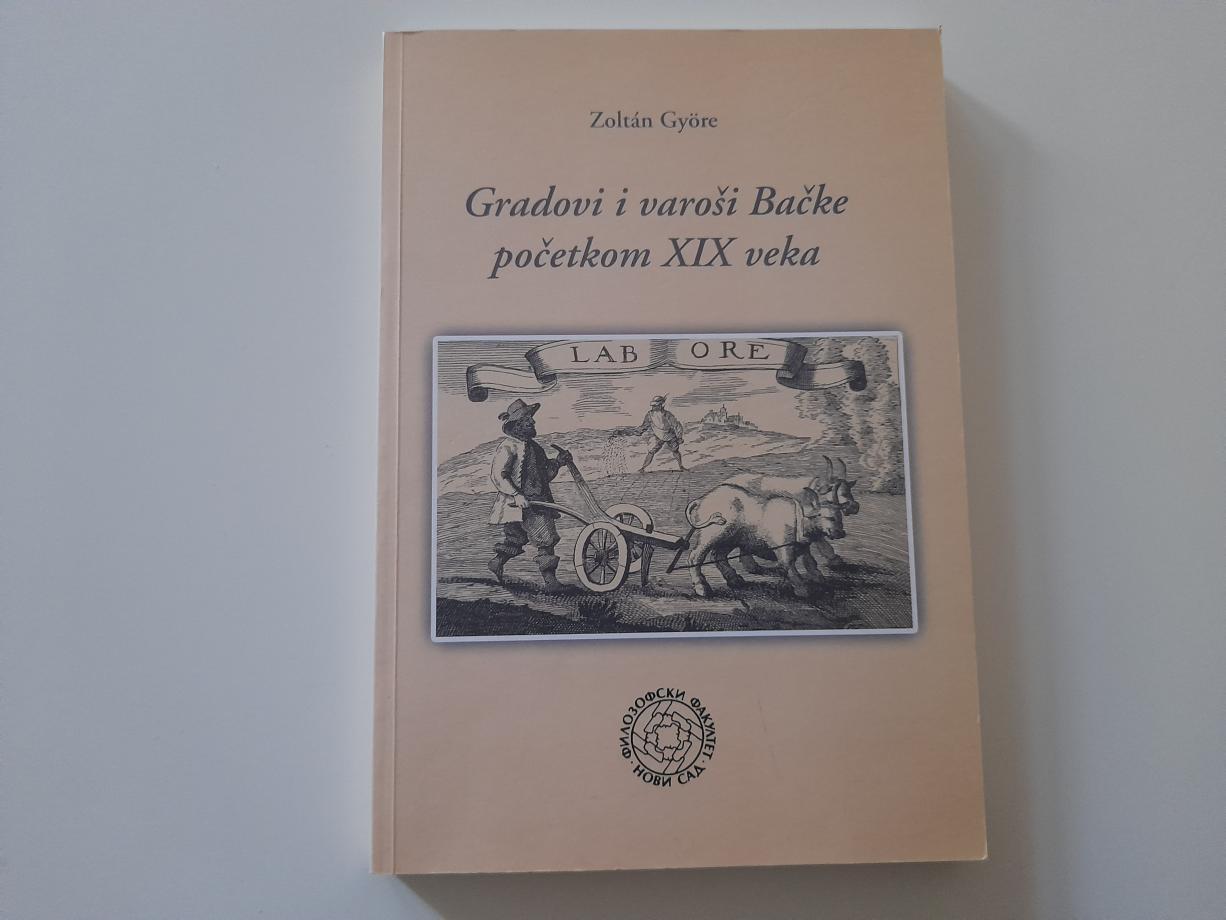 Zoltán Györe
Gradovi i varoši Bačke
početkom XIX veka
LAB ORE
ФИЛОЗОФСКИ ФАКУЛТЕТ
· НОВИ САД ·